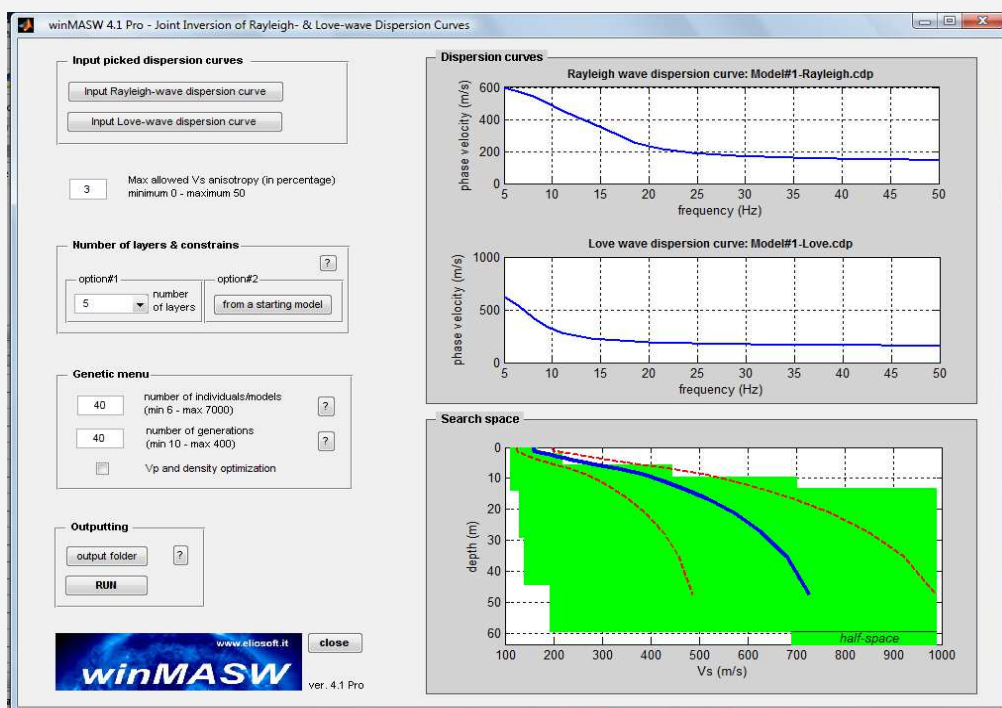 winMASW 4.1 Pro - Joint Inversion of Rayleigh- & Love-wave Dispersion Curves
Input picked dispersion curves
Input Rayleigh-wave dispersion curve
Input Love-wave dispersion curve
3
Max allowed Vs anisotropy (in percentage)
minimum 0 - maximum 50
Number of layers & constrains
?
option#1
5
number
of layers
option#2
from a starting model
Genetic menu
40
number of individuals/models
(min 6 - max 7000)
?
40
number of generations
(min 10 - max 400)
?
Vp and density optimization
Outputting
output folder
?
RUN
www.eliosoft.it
winMASW
close
ver. 4.1 Pro
Dispersion curves
Rayleigh wave dispersion curve: Model#1-Rayleigh.cdp
phase velocity (m/s)
600
400
200
0
5 10 15 20 25 30 35 40 45 50
frequency (Hz)
Love wave dispersion curve: Model#1-Love.cdp
phase velocity (m/s)
1000
500
0
5 10 15 20 25 30 35 40 45 50
frequency (Hz)
Search space
depth (m)
0
10
20
30
40
50
60
half-space
100 200 300 400 500 600 700 800 900 1000
Vs (m/s)